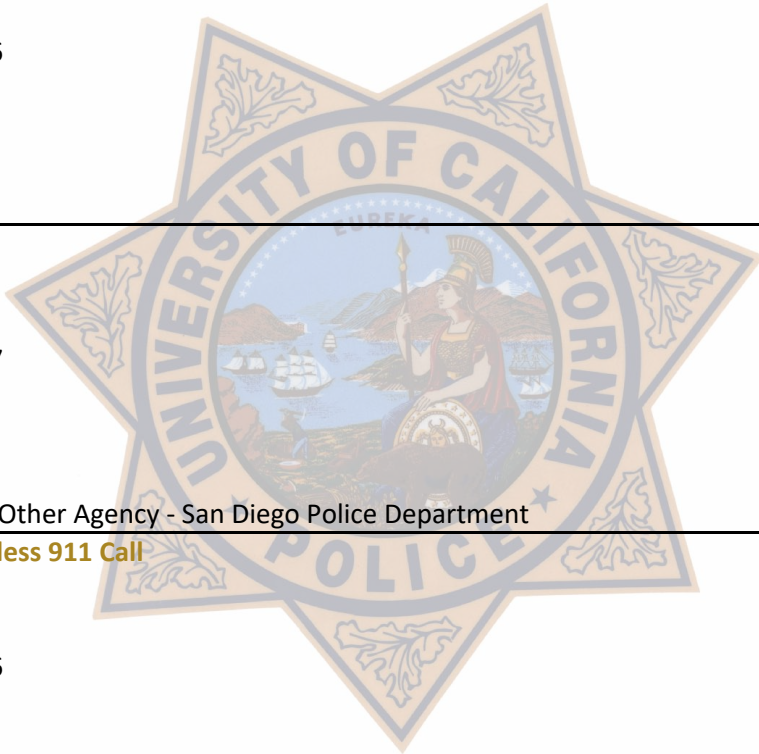 UNIVERSITY OF CALIFORNIA
EUREKA
Other Agency - San Diego Police Department
less 911 Call
POLICE